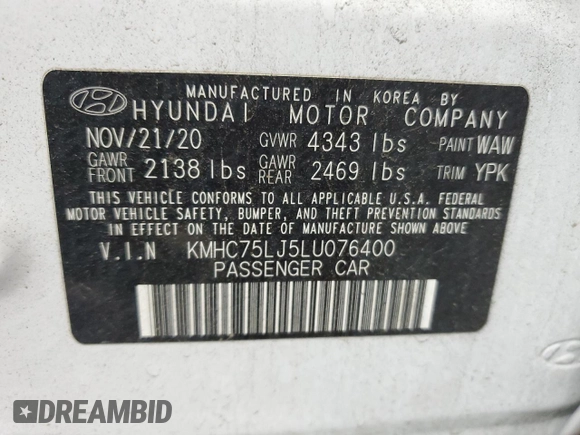 MANUFACTURED IN KOREA BY
HYUNDAI MOTOR COMPANY
NOV/21/20 GVWR 4343 lbs PAINT WAW
GAWR FRONT 2138 lbs GAWR REAR 2469 lbs TRIM YPK
THIS VEHICLE CONFORMS TO ALL APPLICABLE U.S.A. FEDERAL
MOTOR VEHICLE SAFETY, BUMPER, AND THEFT PREVENTION STANDARDS
IN EFFECT ON THE DATE OF MANUFACTURE SHOWN ABOVE.
V.I.N KMHC75LJ5LU076400
PASSENGER CAR
DREAMBID